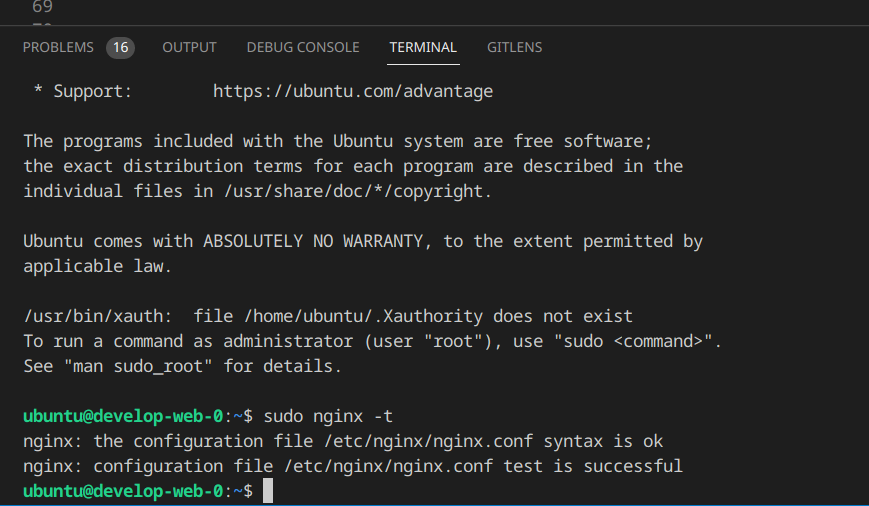 69
PROBLEMS 16 OUTPUT DEBUG CONSOLE TERMINAL GITLENS
* Support:        https://ubuntu.com/advantage
The programs included with the Ubuntu system are free software;
the exact distribution terms for each program are described in the
individual files in /usr/share/doc/*/copyright.
Ubuntu comes with ABSOLUTELY NO WARRANTY, to the extent permitted by
applicable law.
/usr/bin/xauth:  file /home/ubuntu/.Xauthority does not exist
To run a command as administrator (user "root"), use "sudo <command>".
See "man sudo_root" for details.
ubuntu@develop-web-0:~$ sudo nginx -t
nginx: the configuration file /etc/nginx/nginx.conf syntax is ok
nginx: configuration file /etc/nginx/nginx.conf test is successful
ubuntu@develop-web-0:~$